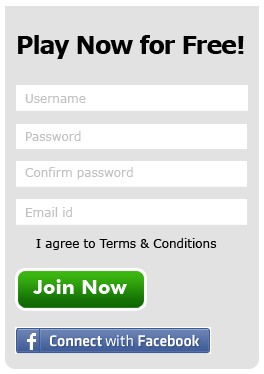 Play Now for Free!
Username
Password
Confirm password
Email id
I agree to Terms & Conditions
Join Now
f Connect with Facebook